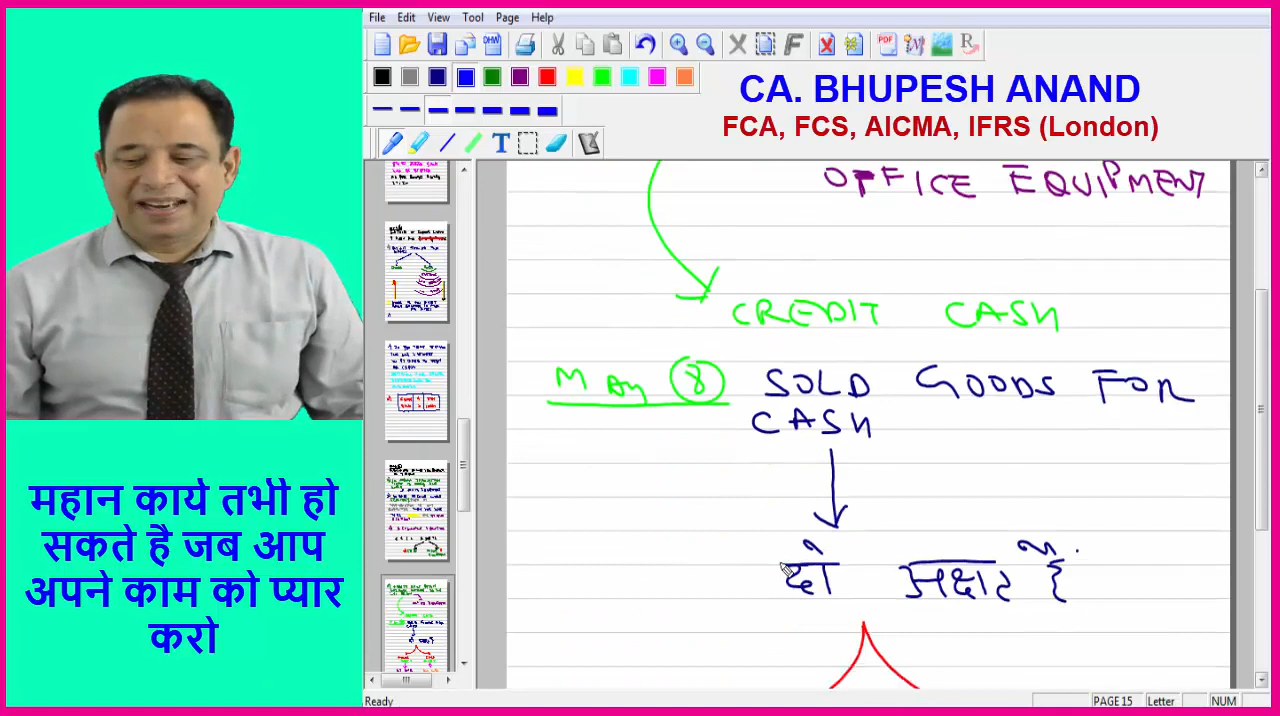 File Edit View Tool Page Help
CA. BHUPESH ANAND
FCA, FCS, AICMA, IFRS (London)
OFFICE EQUIPMENT
CREDIT CASH
MAY 8 SOLD GOODS FOR
CASH
दो
महान कार्य तभी हो
सकते है जब आप
अपने काम को प्यार
करो
Ready
PAGE 15 Letter NUM